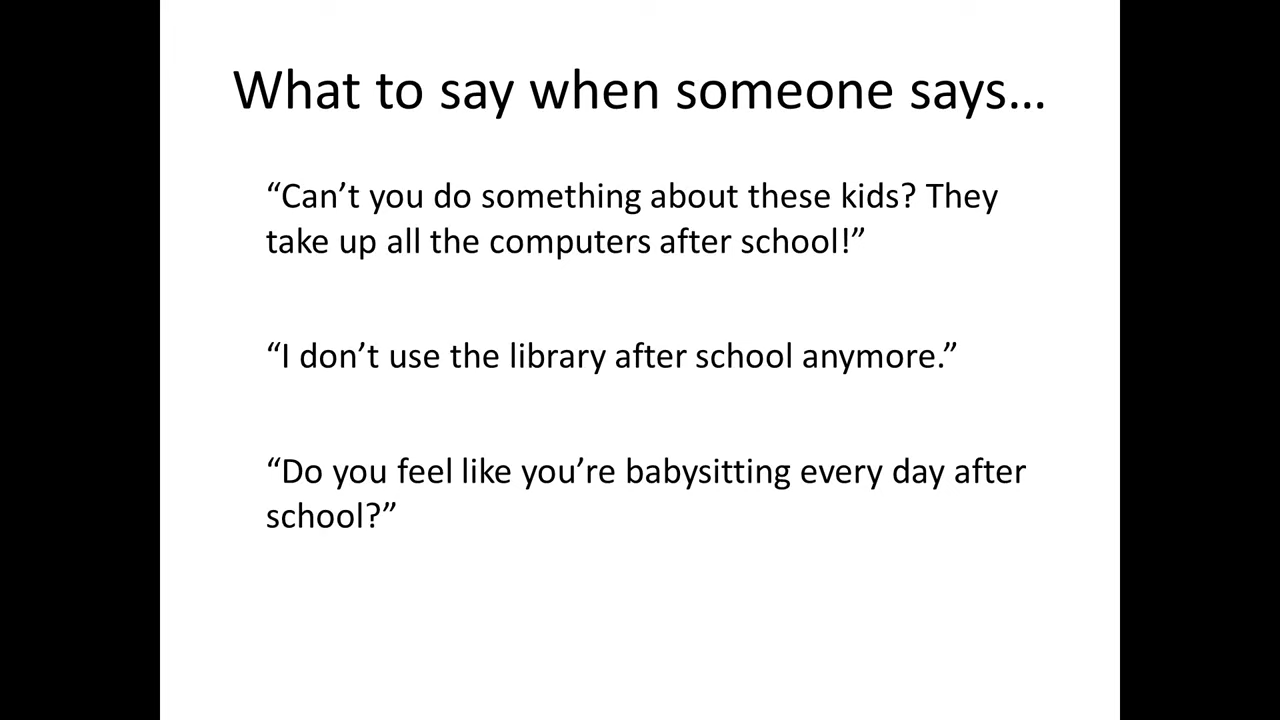 What to say when someone says…
“Can’t you do something about these kids? They
take up all the computers after school!”
“I don’t use the library after school anymore.”
“Do you feel like you’re babysitting every day after
school?”